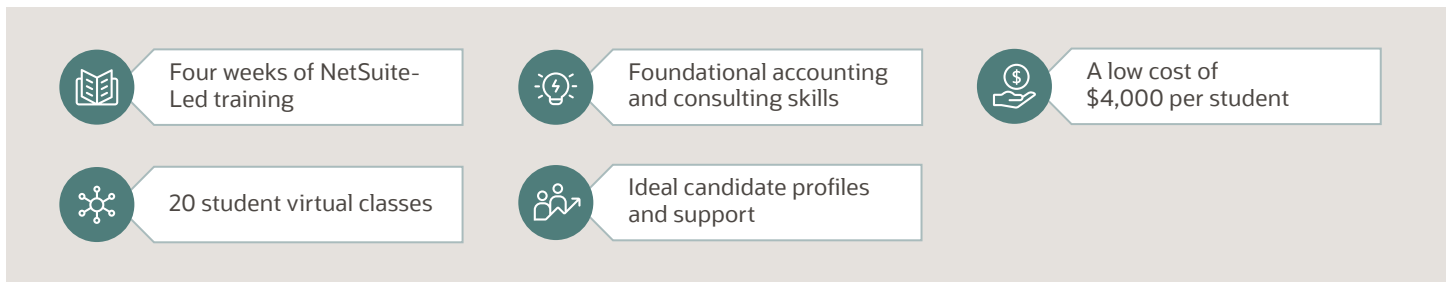 Four weeks of NetSuite-
Led training
20 student virtual classes
Foundational accounting
and consulting skills
Ideal candidate profiles
and support
A low cost of
$4,000 per student